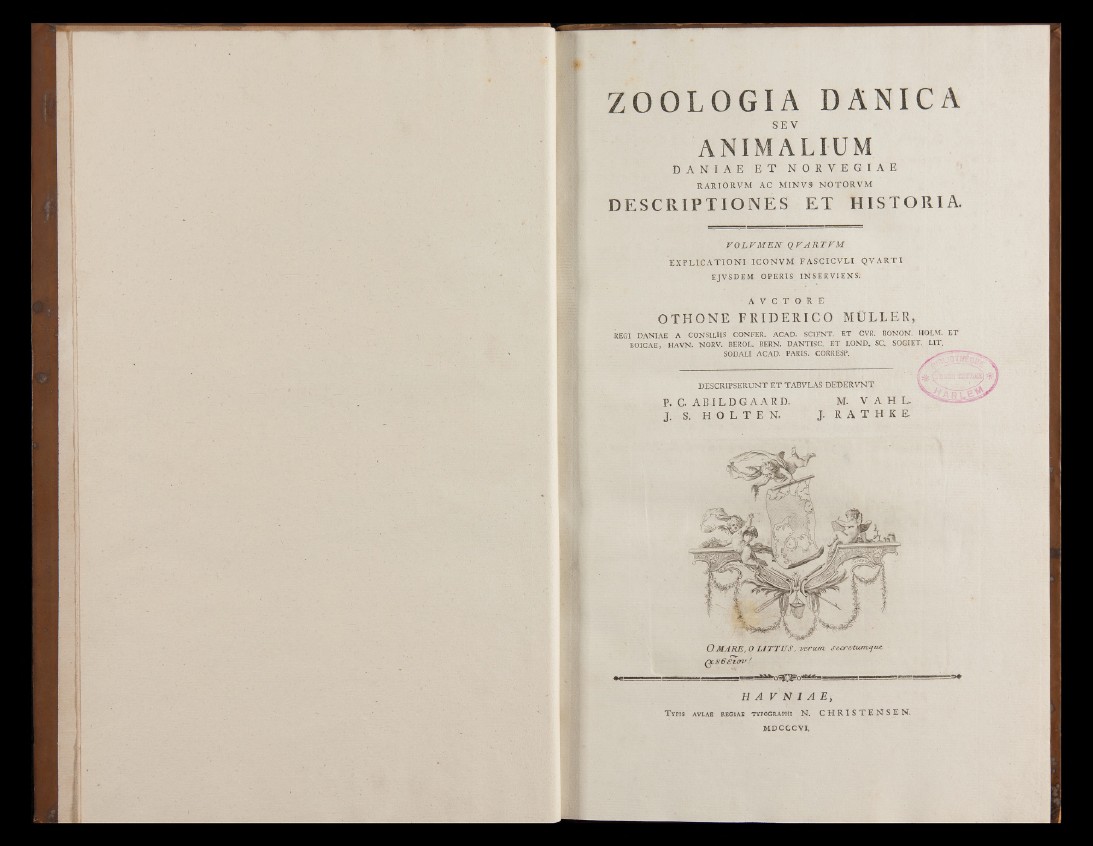 ZOOLOGIA DANICA
SEV
ANIMALIUM
DANIAE ET NORVEGIAE
RARIORVM AC MINVS NOTORVM
DESCRIPTIONES ET HISTORIA.
VOLVMEN QVARTVM
EXPLICATIONI ICONVM FASCICVLI QVARTI
EJVSDEM OPERIS INSERVIENS.
AVCTORE
OTHONE FRIDERICO MÜLLER,
REGI DANIAE A CONSILIIS CONFER. ACAD. SCIENT. ET CVR. BONON. HOLM. ET
BOICAE, HAVN. NORV. BEROL. BERN. DANTISC. ET LOND. SC. SOCIET. LIT.
SODALI ACAD. PARIS. CORRESP.
DESCRIPSERUNT ET TABVLAS DEDERVNT
P. C. ABILDGAARD. M. VAHL.
J. S. HOLTEN. J. RATHKE.
HARLEM
O MARE, O LITTUS, verum secretumque
HAVNIAE,
TYPIS AVLAE REGIAE TYPOGRAPHI N. CHRISTENSEN.
MDCCCVI.